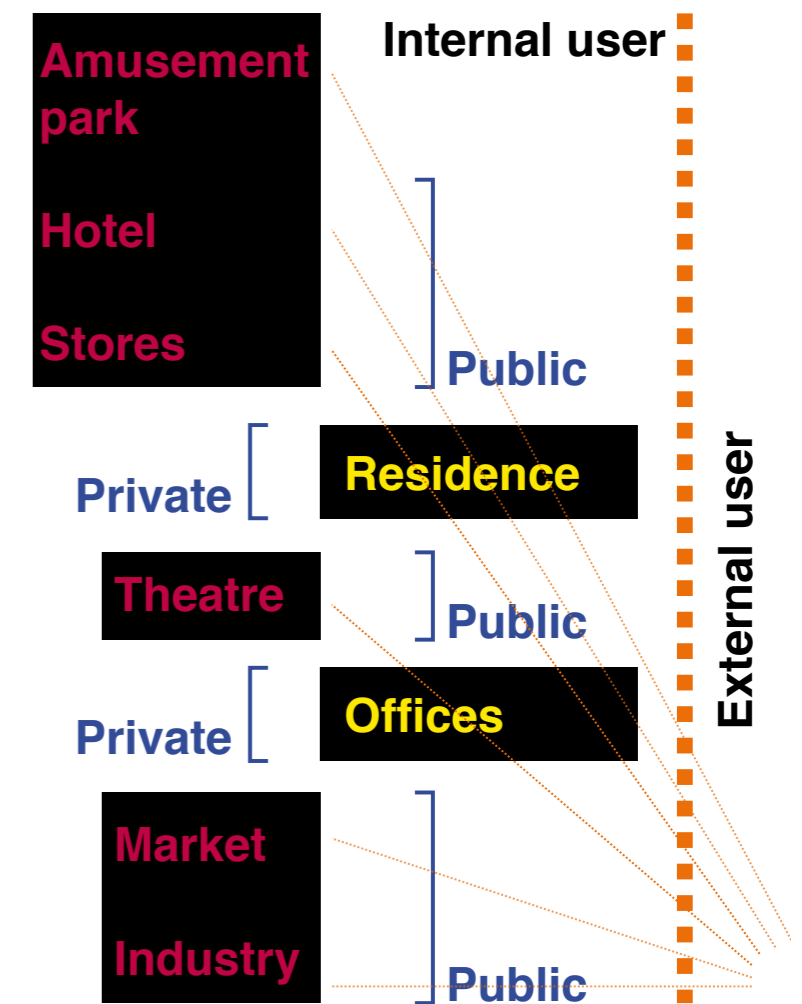 Internal user
Amusement
park
Hotel
Stores
Public
Private
Residence
Theatre
Public
Private
Offices
Market
Industry
Public
External user